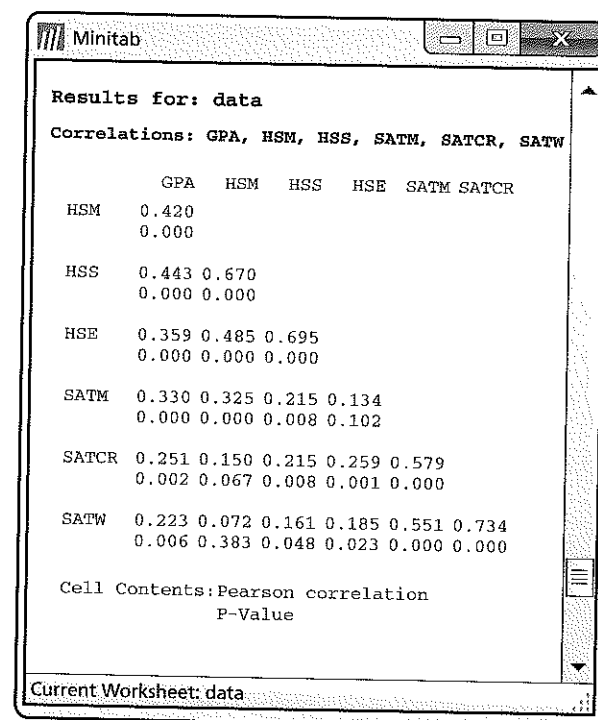 Minitab
Results for: data
Correlations: GPA, HSM, HSS, SATM, SATCR, SATW
GPA HSM HSS HSE SATM SATCR
HSM 0.420
0.000
HSS 0.443 0.670
0.000 0.000
HSE 0.359 0.485 0.695
0.000 0.000 0.000
SATM 0.330 0.325 0.215 0.134
0.000 0.000 0.008 0.102
SATCR 0.251 0.150 0.215 0.259 0.579
0.002 0.067 0.008 0.001 0.000
SATW 0.223 0.072 0.161 0.185 0.551 0.734
0.006 0.383 0.048 0.023 0.000 0.000
Cell Contents: Pearson correlation
P-Value
Current Worksheet: data